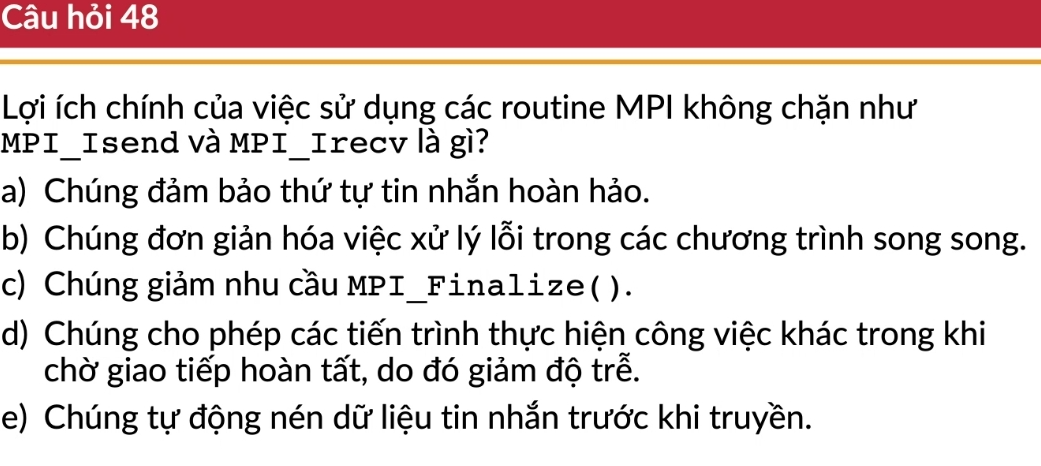 Câu hỏi 48
Lợi ích chính của việc sử dụng các routine MPI không chặn như
MPI_Isend và MPI_Irecv là gì?
a) Chúng đảm bảo thứ tự tin nhắn hoàn hảo.
b) Chúng đơn giản hóa việc xử lý lỗi trong các chương trình song song.
c) Chúng giảm nhu cầu MPI_Finalize().
d) Chúng cho phép các tiến trình thực hiện công việc khác trong khi
chờ giao tiếp hoàn tất, do đó giảm độ trễ.
e) Chúng tự động nén dữ liệu tin nhắn trước khi truyền.